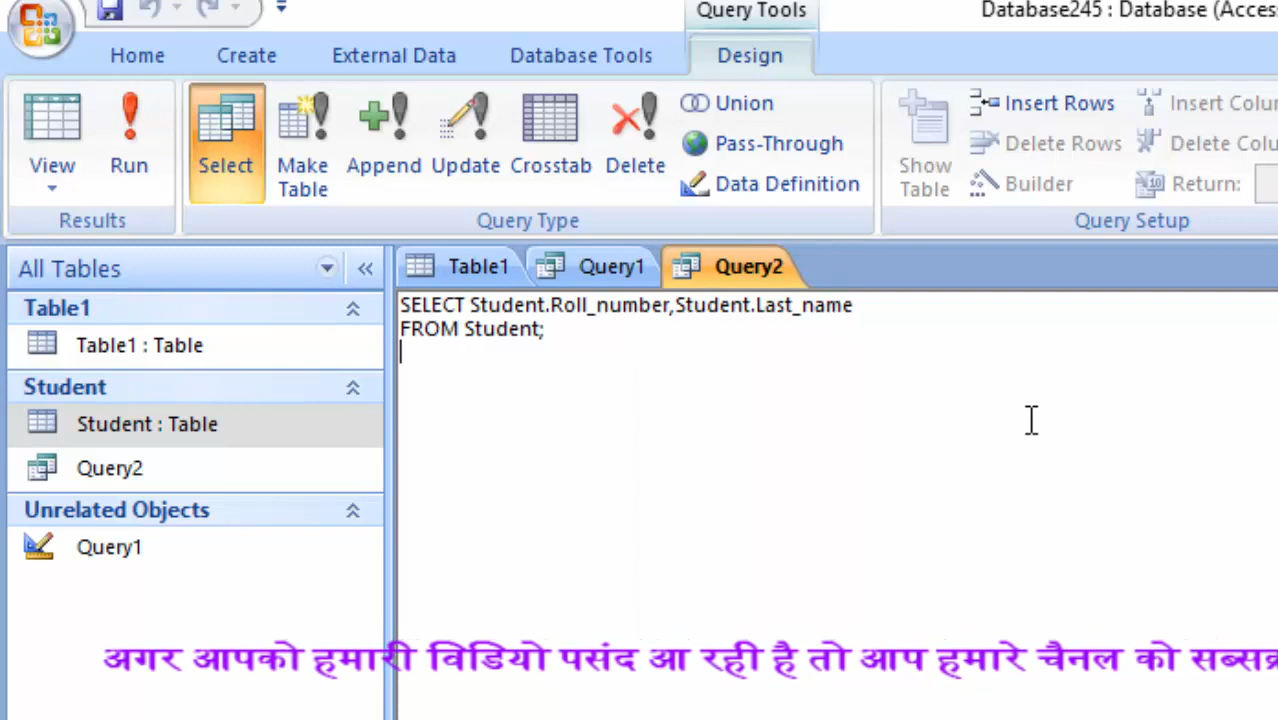 Query Tools
Database245 : Database (Acces
Home Create External Data Database Tools Design
View Run Select Make Table Append Update Crosstab Delete
Union
Pass-Through
Data Definition
Show Table
Insert Rows
Delete Rows
Builder
Insert
Delete
Return:
Results Query Type Query Setup
All Tables
Table1
Table1 : Table
Student
Student : Table
Query2
Unrelated Objects
Query1
Table1 Query1 Query2
SELECT Student.Roll_number,Student.Last_name
FROM Student;
अगर आपको हमारी विडियो पसंद आ रही है तो आप हमारे चैनल को